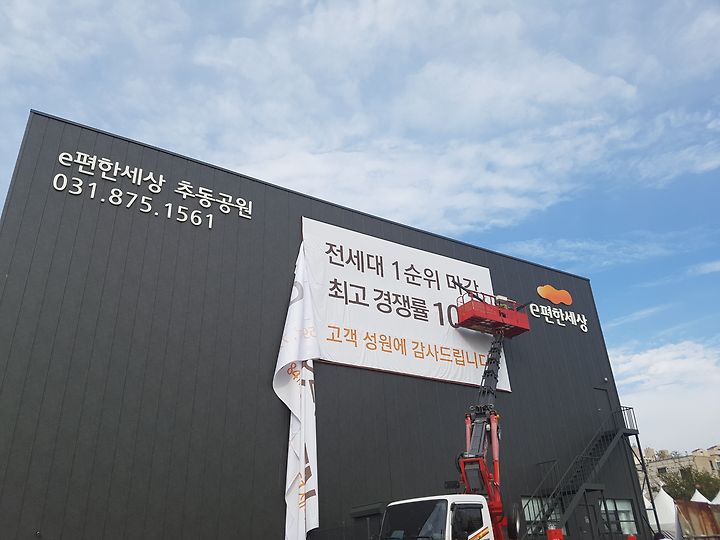 e편한세상 추동공원
031.875.1561
전세대 1순위 마감
최고 경쟁률 10
고객 성원에 감사드립니다
e편한세상